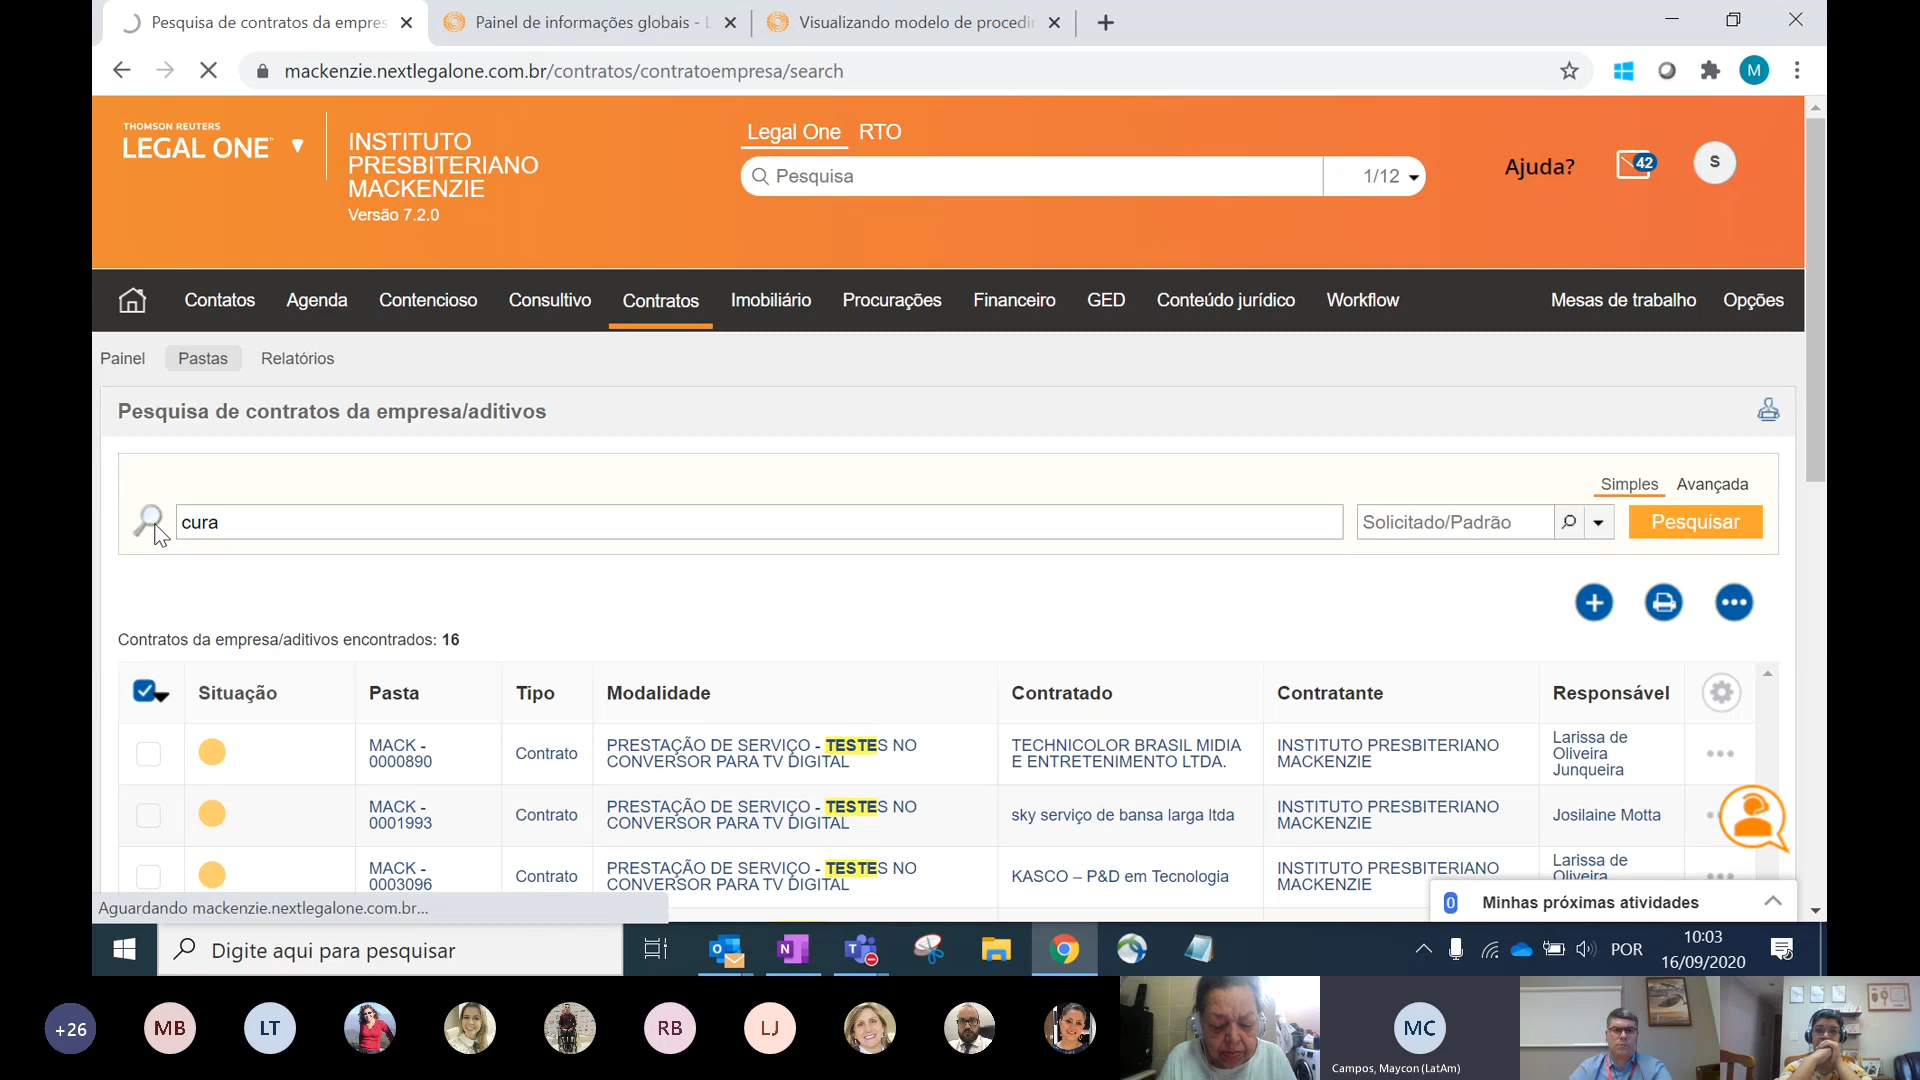 Pesquisa de contratos da empres
Painel de informações globais - L
Visualizando modelo de procedir
mackenzie.nextlegalone.com.br/contratos/contratoempresa/search
M
THOMSON REUTERS
LEGAL ONE
INSTITUTO
PRESBITERIANO
MACKENZIE
Versão 7.2.0
Legal One RTO
Pesquisa
1/12
Ajuda?
42
S
Contatos Agenda Contencioso Consultivo Contratos Imobiliário Procurações Financeiro GED Conteúdo jurídico Workflow Mesas de trabalho Opções
Painel Pastas Relatórios
Pesquisa de contratos da empresa/aditivos
Simples Avançada
cura
Solicitado/Padrão
Pesquisar
Contratos da empresa/aditivos encontrados: 16
Situação Pasta Tipo Modalidade Contratado Contratante Responsável
MACK -
0000890
Contrato
PRESTAÇÃO DE SERVIÇO - TESTES NO
CONVERSOR PARA TV DIGITAL
TECHNICOLOR BRASIL MIDIA
E ENTRETENIMENTO LTDA.
INSTITUTO PRESBITERIANO
MACKENZIE
Larissa de
Oliveira
Junqueira
MACK -
0001993
Contrato
PRESTAÇÃO DE SERVIÇO - TESTES NO
CONVERSOR PARA TV DIGITAL
sky serviço de bansa larga ltda
INSTITUTO PRESBITERIANO
MACKENZIE
Josilaine Motta
MACK -
0003096
Contrato
PRESTAÇÃO DE SERVIÇO - TESTES NO
CONVERSOR PARA TV DIGITAL
KASCO – P&D em Tecnologia
INSTITUTO PRESBITERIANO
MACKENZIE
Larissa de
Oliveira
Aguardando mackenzie.nextlegalone.com.br...
0 Minhas próximas atividades
Digite aqui para pesquisar
POR
10:03
16/09/2020
+26
MB
LT
RB
LJ
MC
Campos, Maycon (LatAm)